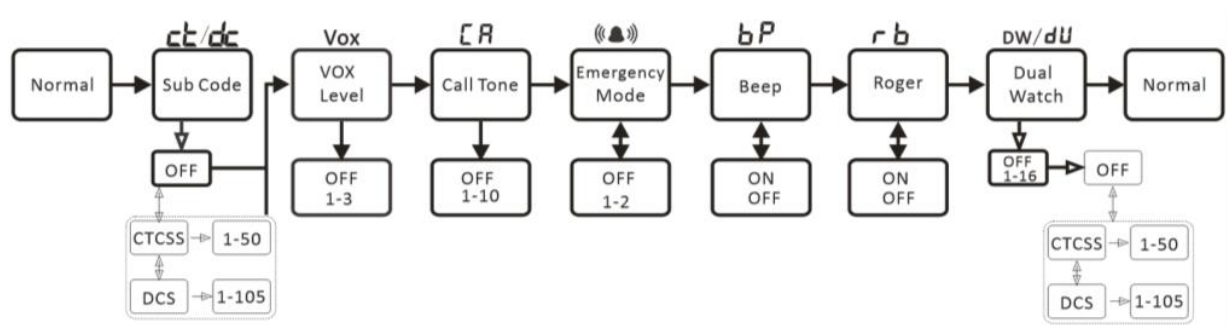 ct/dc
Vox
CA
bP
rb
DW/dU
Normal
Sub Code
VOX
Level
Call Tone
Emergency
Mode
Beep
Roger
Dual
Watch
Normal
OFF
OFF
1-3
OFF
1-10
OFF
1-2
ON
OFF
ON
OFF
OFF
1-16
OFF
CTCSS
1-50
DCS
1-105
CTCSS
1-50
DCS
1-105